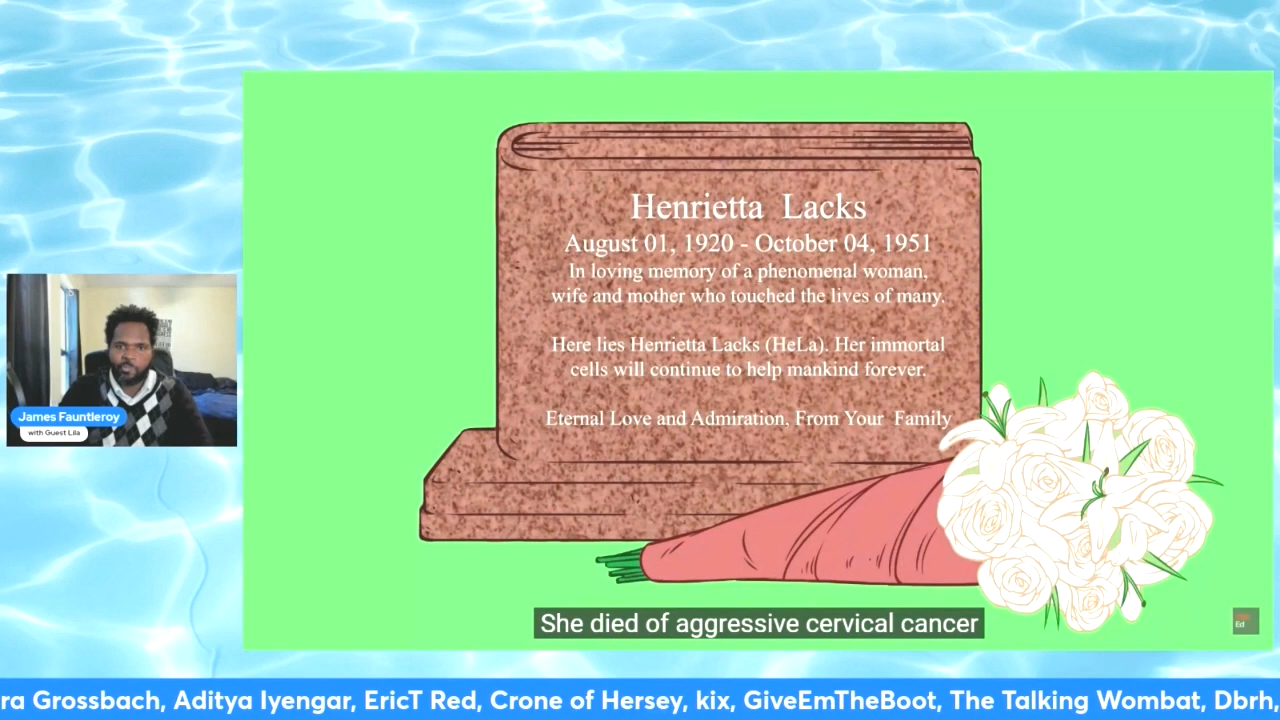 Henrietta Lacks
August 01, 1920 - October 04, 1951
In loving memory of a phenomenal woman,
wife and mother who touched the lives of many.
Here lies Henrietta Lacks (HeLa). Her immortal
cells will continue to help mankind forever.
Eternal Love and Admiration. From Your Family
James Fauntleroy
with Guest Lila
She died of aggressive cervical cancer
Ed
ra Grossbach, Aditya Iyengar, EricT Red, Crone of Hersey, kix, GiveEmTheBoot, The Talking Wombat, Dbrh,